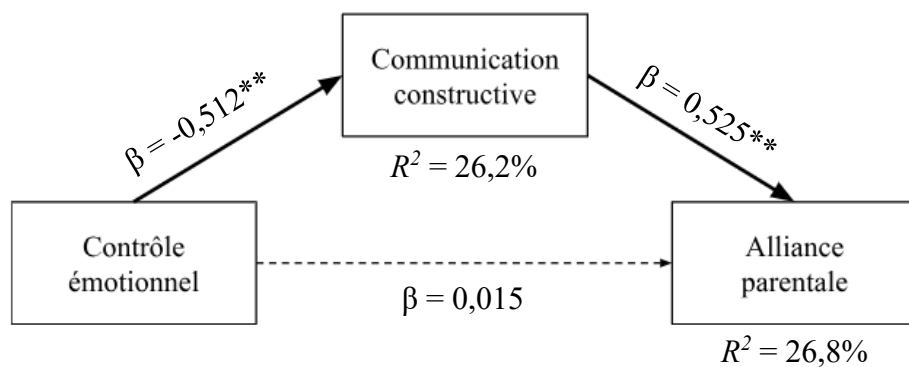 Communication
constructive
β = -0,512**
β = 0,525**
R² = 26,2%
Contrôle
émotionnel
Alliance
parentale
β = 0,015
R² = 26,8%